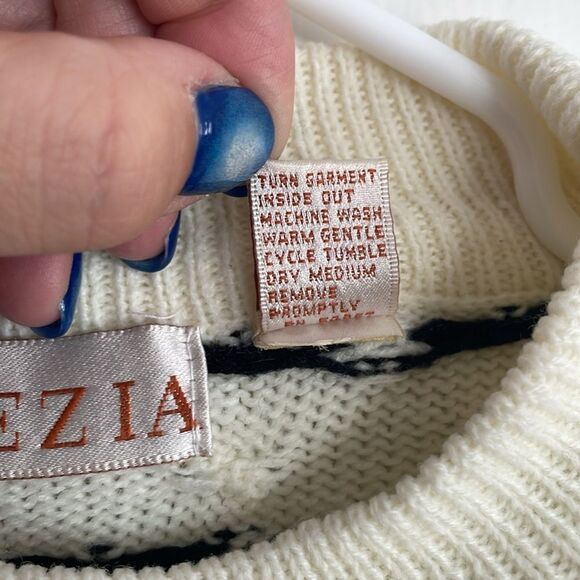 TURN GARMENT
INSIDE OUT
MACHINE WASH
WARM GENTLE
CYCLE TUMBLE
DRY MEDIUM
REMOVE
PROMPTLY
EZIA